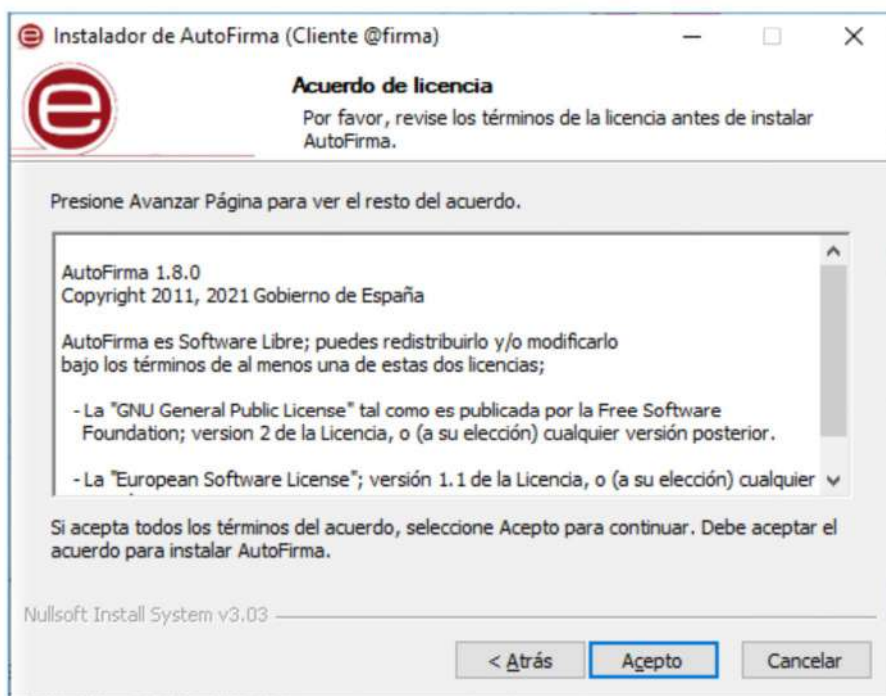 Instalador de AutoFirma (Cliente @firma)
Acuerdo de licencia
Por favor, revise los términos de la licencia antes de instalar
AutoFirma.
Presione Avanzar Página para ver el resto del acuerdo.
AutoFirma 1.8.0
Copyright 2011, 2021 Gobierno de España
AutoFirma es Software Libre; puedes redistribuirlo y/o modificarlo
bajo los términos de al menos una de estas dos licencias;
- La "GNU General Public License" tal como es publicada por la Free Software
Foundation; version 2 de la Licencia, o (a su elección) cualquier versión posterior.
- La "European Software License"; versión 1.1 de la Licencia, o (a su elección) cualquier
Si acepta todos los términos del acuerdo, seleccione Acepto para continuar. Debe aceptar el
acuerdo para instalar AutoFirma.
Nullsoft Install System v3.03
< Atrás
Acepto
Cancelar